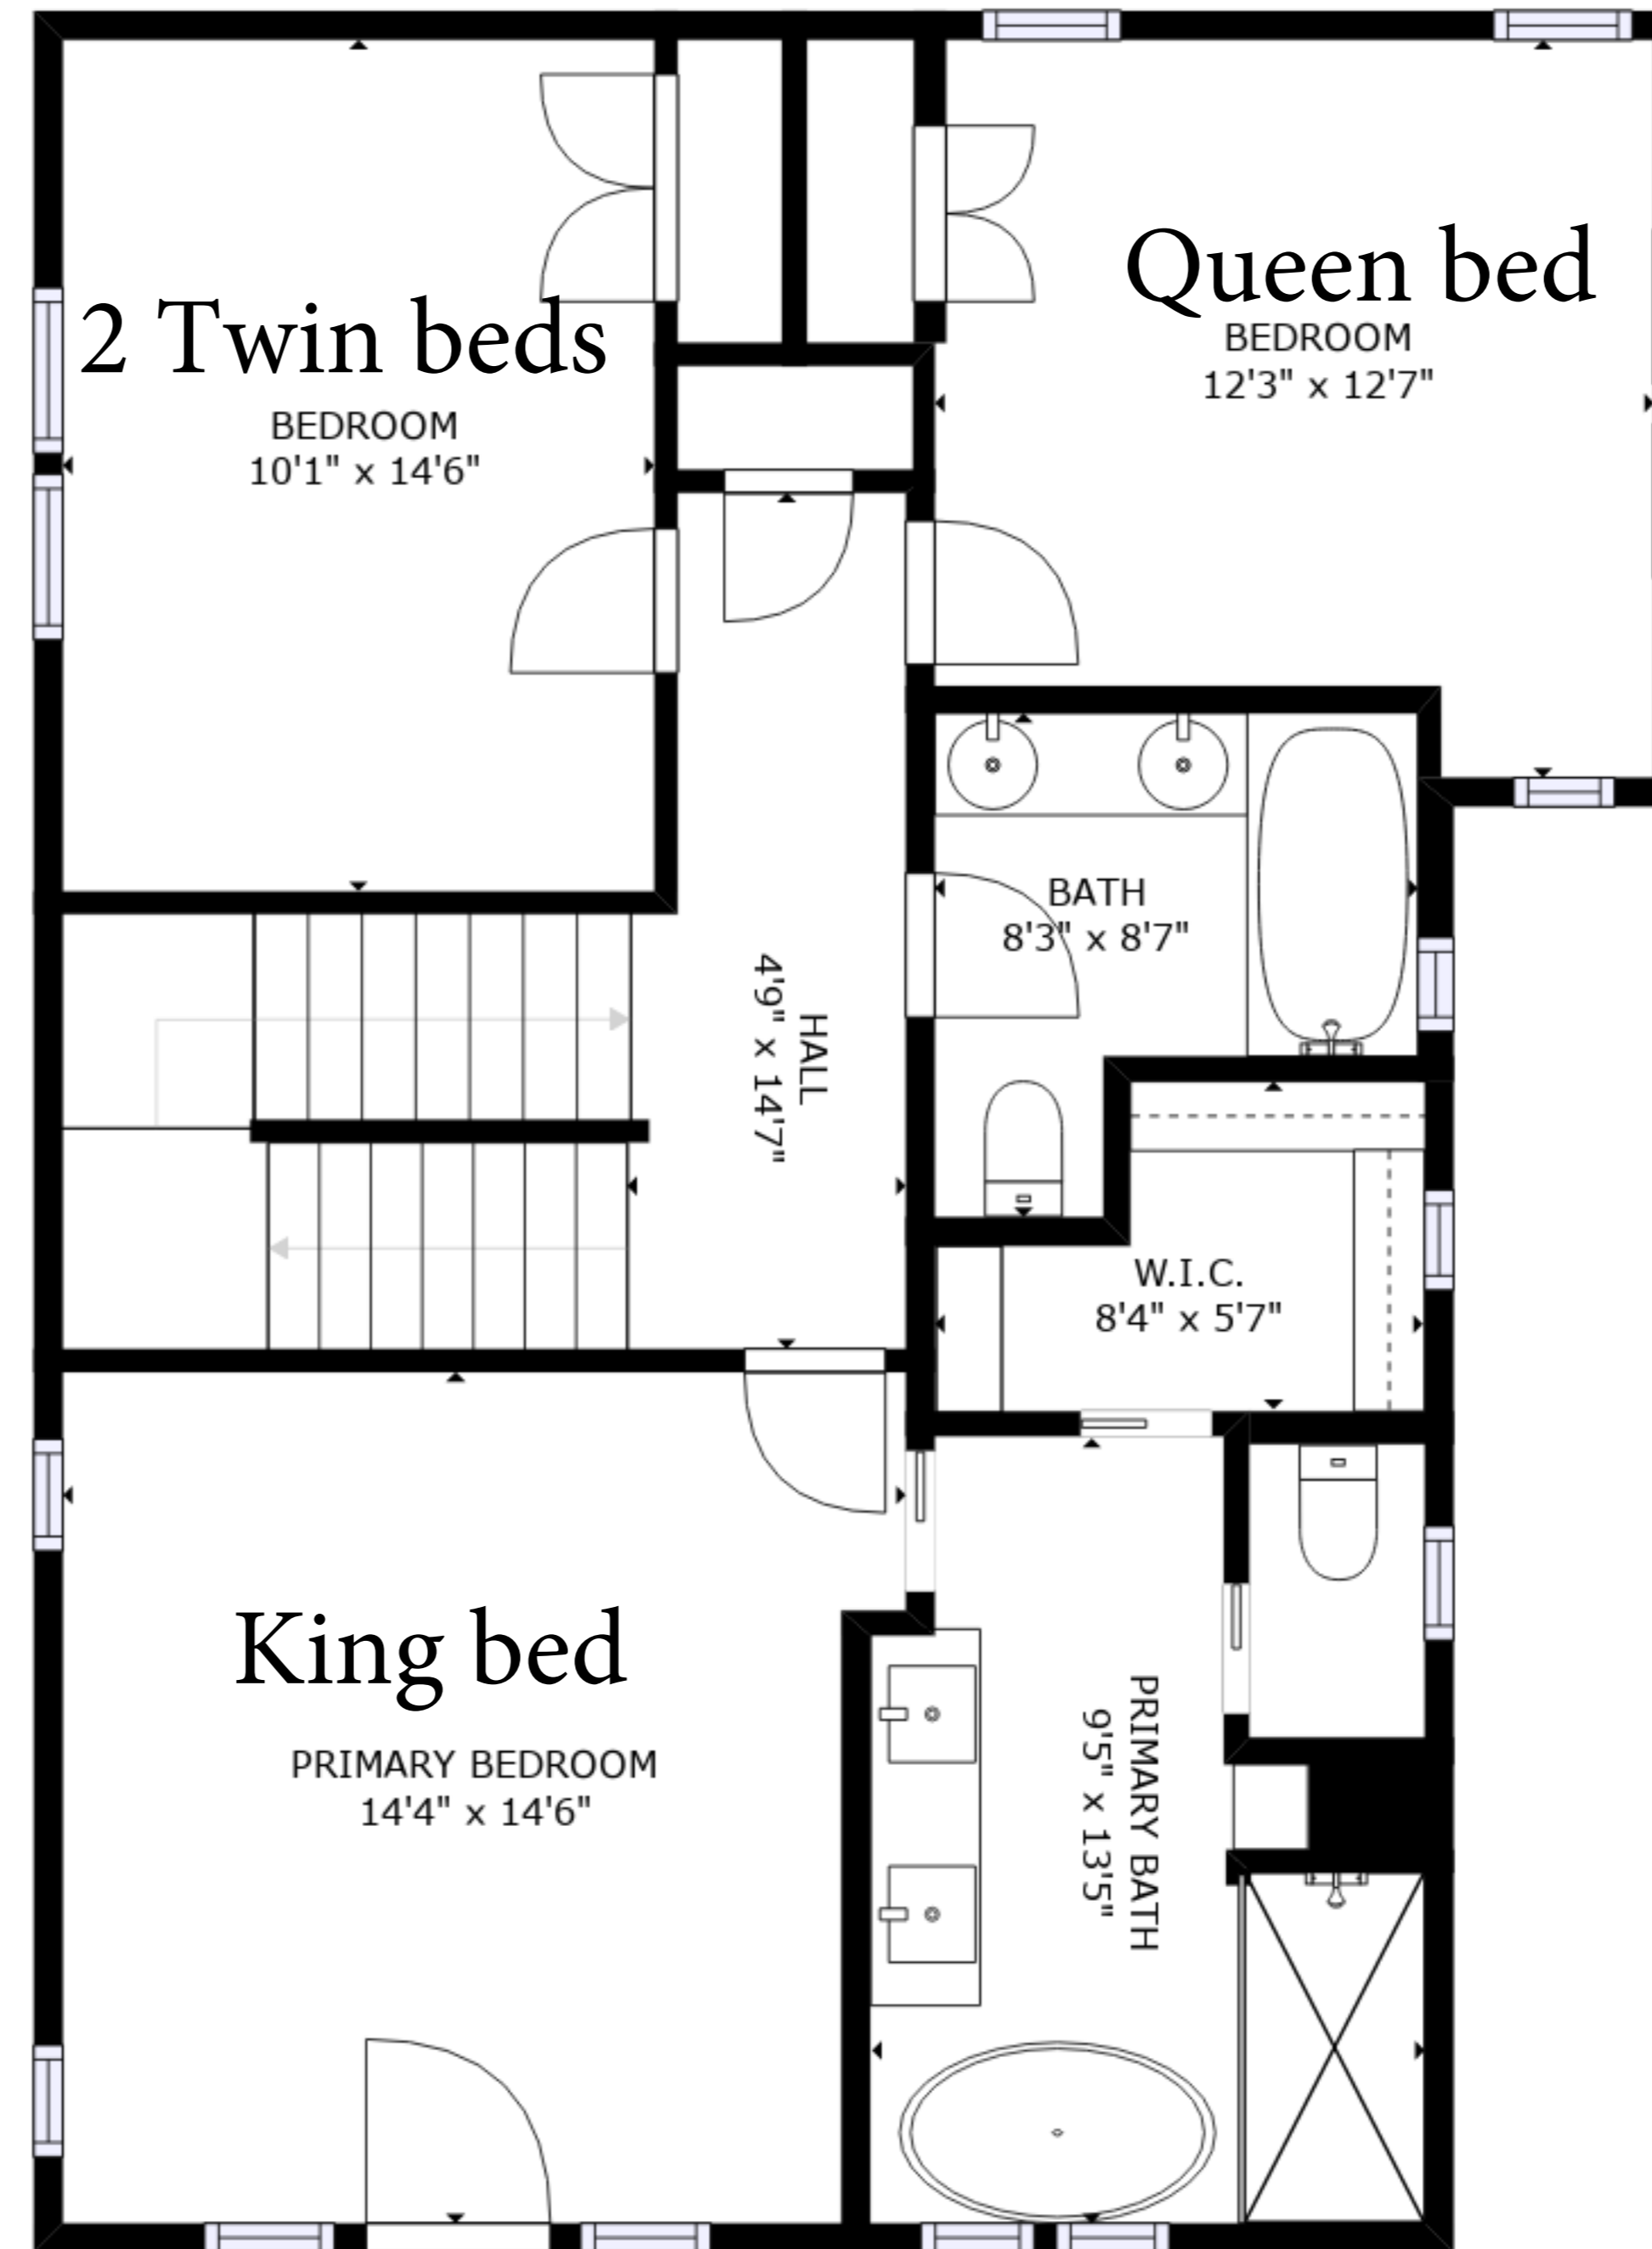 Queen bed
BEDROOM
12'3" x 12'7"
2 Twin beds
BEDROOM
10'1" x 14'6"
BATH
8'3" x 8'7"
HALL
4'9" x 14'7"
W.I.C.
8'4" x 5'7"
King bed
PRIMARY BEDROOM
14'4" x 14'6"
PRIMARY BATH
9'5" x 13'5"